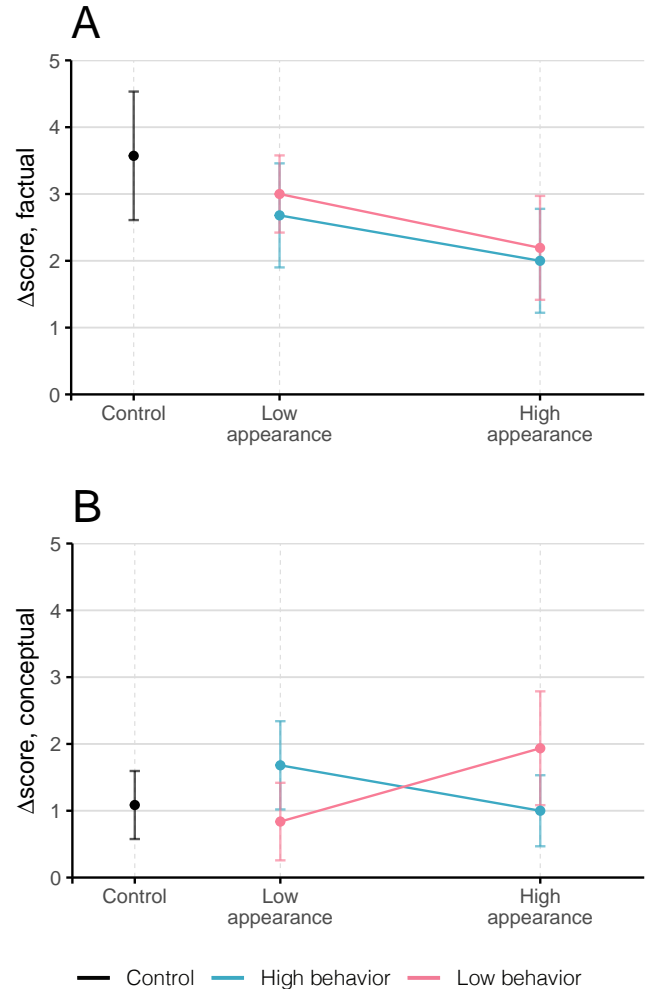 A
5
4
3
2
1
0
Δscore, factual
Control
Low
appearance
High
appearance
B
5
4
3
2
1
0
Δscore, conceptual
Control
Low
appearance
High
appearance
Control High behavior Low behavior